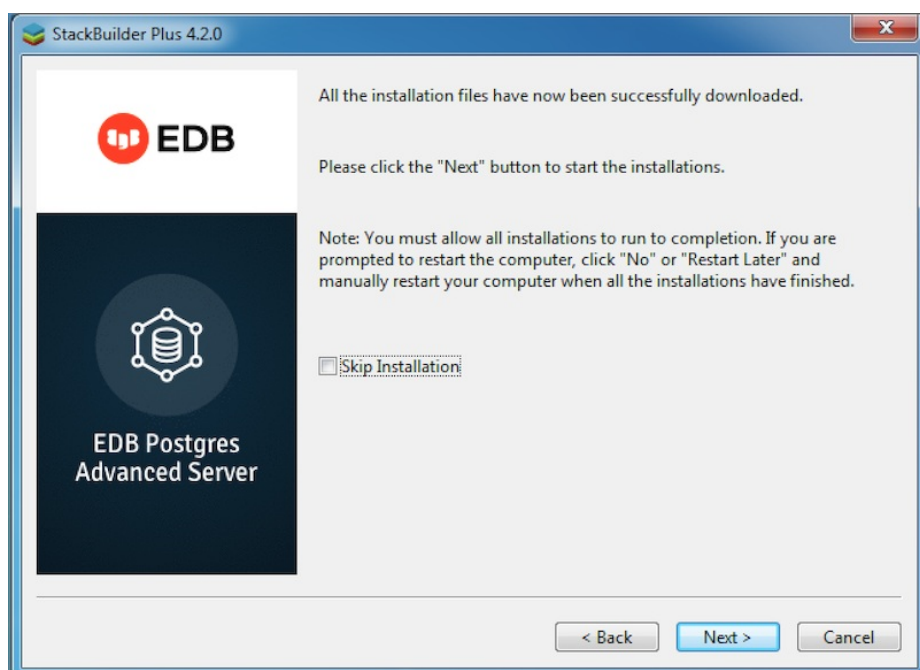 StackBuilder Plus 4.2.0
EDB
EDB Postgres
Advanced Server
All the installation files have now been successfully downloaded.
Please click the "Next" button to start the installations.
Note: You must allow all installations to run to completion. If you are
prompted to restart the computer, click "No" or "Restart Later" and
manually restart your computer when all the installations have finished.
Skip Installation
< Back
Next >
Cancel